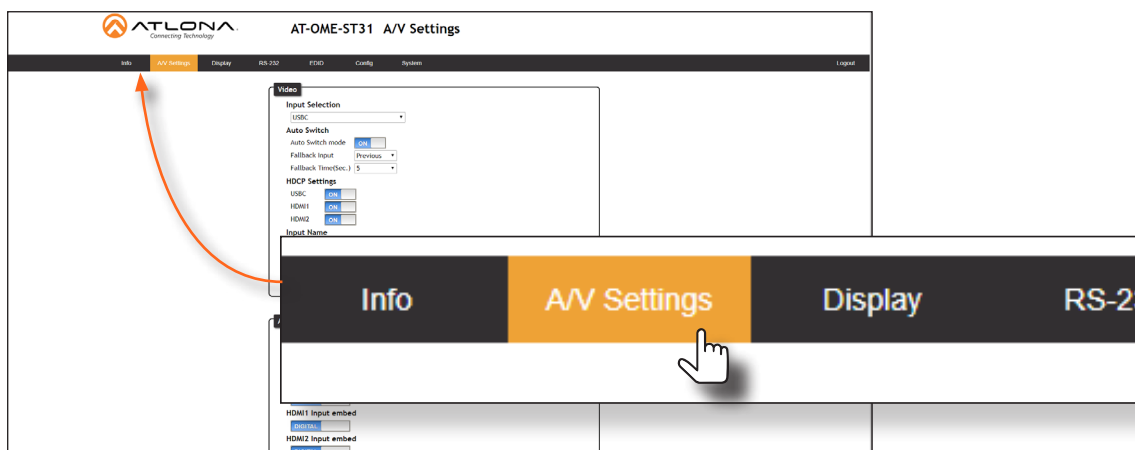 ATLONA.
Connecting Technology
AT-OME-ST31 A/V Settings
Info A/V Settings Display RS-232 EDID Config System Logout
Video
Input Selection
USBC
Auto Switch
Auto Switch mode ON
Fallback Input Previous
Fallback Time(Sec.) 5
HDCP Settings
USBC ON
HDMI1 ON
HDMI2 ON
Input Name
Info A/V Settings Display RS-2
HDMI1 Input embed
DIGITAL
HDMI2 Input embed